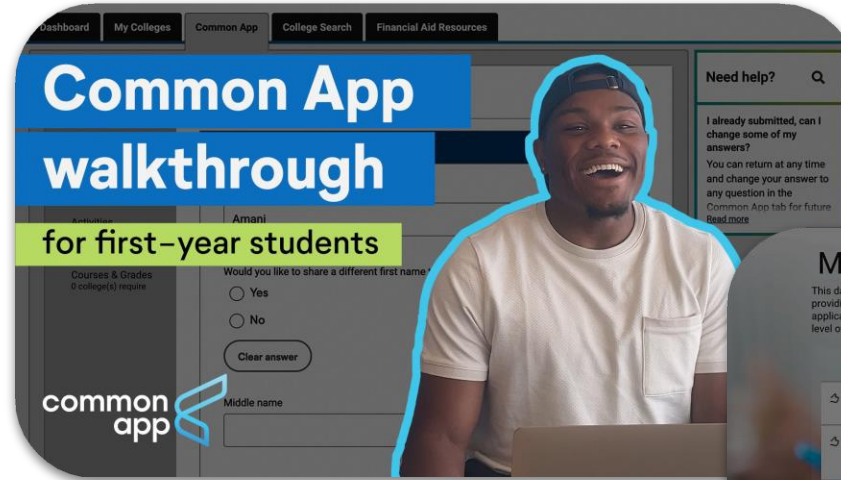 Dashboard
My Colleges
Common App
College Search
Financial Aid Resources
Common App
walkthrough
for first-year students
Activities
Courses & Grades
0 college(s) require
Amani
Would you like to share a different first name
Yes
No
Clear answer
Middle name
common
app
Need help?
I already submitted, can I
change some of my
answers?
You can return at any time
and change your answer to
any question in the
Common App tab for future
Read more
M
This
providi
applica
level o